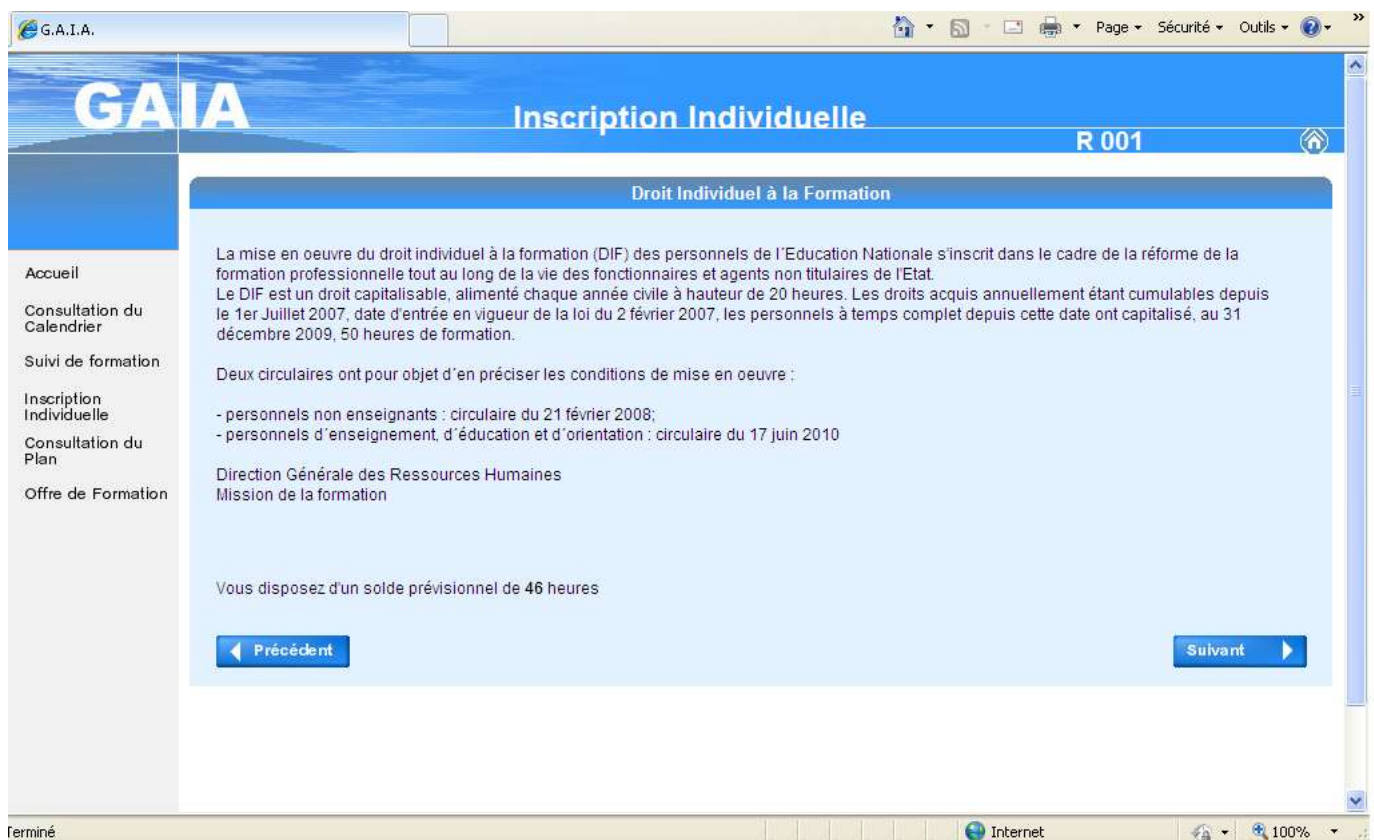 G.A.I.A.
Page
Sécurité
Outils
»
GAIA
Inscription Individuelle
R 001
Droit Individuel à la Formation
Accueil
Consultation du
Calendrier
Suivi de formation
Inscription
Individuelle
Consultation du
Plan
Offre de Formation
La mise en oeuvre du droit individuel à la formation (DIF) des personnels de l´Education Nationale s'inscrit dans le cadre de la réforme de la
formation professionnelle tout au long de la vie des fonctionnaires et agents non titulaires de l'Etat.
Le DIF est un droit capitalisable, alimenté chaque année civile à hauteur de 20 heures. Les droits acquis annuellement étant cumulables depuis
le 1er Juillet 2007, date d'entrée en vigueur de la loi du 2 février 2007, les personnels à temps complet depuis cette date ont capitalisé, au 31
décembre 2009, 50 heures de formation.
Deux circulaires ont pour objet d´en préciser les conditions de mise en oeuvre :
- personnels non enseignants : circulaire du 21 février 2008;
- personnels d´enseignement, d´éducation et d´orientation : circulaire du 17 juin 2010
Direction Générale des Ressources Humaines
Mission de la formation
Vous disposez d'un solde prévisionnel de 46 heures
Précédent
Suivant
Terminé
Internet
100%